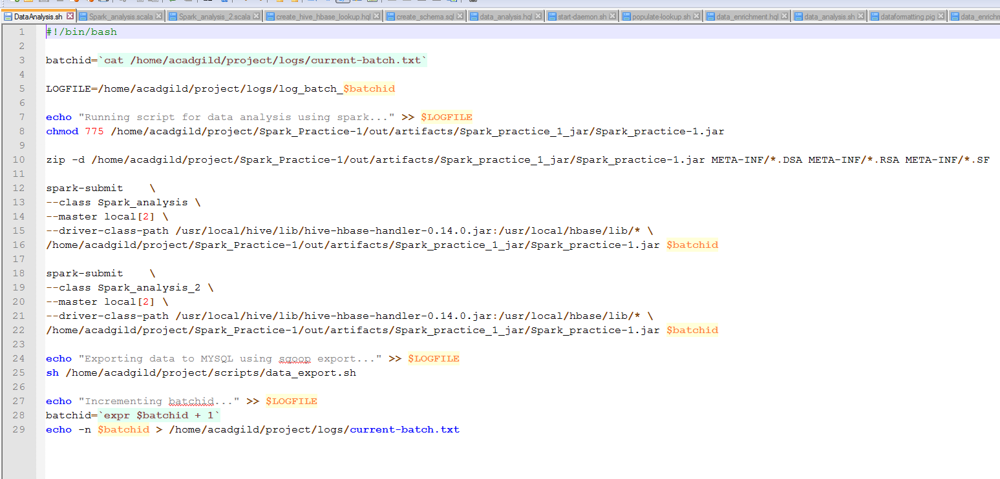 DataAnalysis.sh Spark_analysis.scala Spark_analysis_2.scala create_hive_hbase_lookup.hql create_schema.sql data_analysis.hql start-daemon.sh populate-lookup.sh data_enrichment.hql data_analysis.sh dataformatting.pig data_enrichm
1 #!/bin/bash
2
3 batchid=`cat /home/acadgild/project/logs/current-batch.txt`
4
5 LOGFILE=/home/acadgild/project/logs/log_batch_$batchid
6
7 echo "Running script for data analysis using spark..." >> $LOGFILE
8 chmod 775 /home/acadgild/project/Spark_Practice-1/out/artifacts/Spark_practice_1_jar/Spark_practice-1.jar
9
10 zip -d /home/acadgild/project/Spark_Practice-1/out/artifacts/Spark_practice_1_jar/Spark_practice-1.jar META-INF/*.DSA META-INF/*.RSA META-INF/*.SF
11
12 spark-submit \
13 --class Spark_analysis \
14 --master local[2] \
15 --driver-class-path /usr/local/hive/lib/hive-hbase-handler-0.14.0.jar:/usr/local/hbase/lib/* \
16 /home/acadgild/project/Spark_Practice-1/out/artifacts/Spark_practice_1_jar/Spark_practice-1.jar $batchid
17
18 spark-submit \
19 --class Spark_analysis_2 \
20 --master local[2] \
21 --driver-class-path /usr/local/hive/lib/hive-hbase-handler-0.14.0.jar:/usr/local/hbase/lib/* \
22 /home/acadgild/project/Spark_Practice-1/out/artifacts/Spark_practice_1_jar/Spark_practice-1.jar $batchid
23
24 echo "Exporting data to MYSQL using sqoop export..." >> $LOGFILE
25 sh /home/acadgild/project/scripts/data_export.sh
26
27 echo "Incrementing batchid..." >> $LOGFILE
28 batchid=`expr $batchid + 1`
29 echo -n $batchid > /home/acadgild/project/logs/current-batch.txt